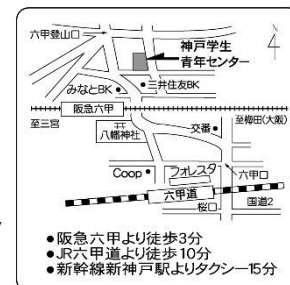 六甲登山口
神戸学生
青年センター
みなとBK
三井住友BK
阪急六甲
至三宮
八幡神社
交番
至梅田(大阪)
Coop
フォレスタ
六甲口
六甲道
桜口
国道2
●阪急六甲より徒歩3分
●JR六甲道より徒歩10分
●新幹線新神戸駅よりタクシー15分